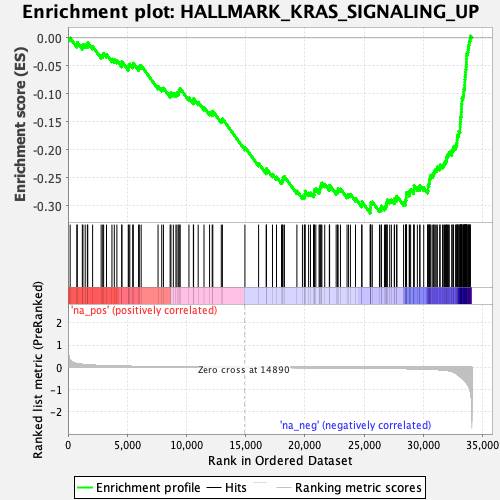 Enrichment plot: HALLMARK_KRAS_SIGNALING_UP
Enrichment score (ES)
0.00
-0.05
-0.10
-0.15
-0.20
-0.25
-0.30
'na_pos' (positively correlated)
Ranked list metric (PreRanked)
2
1
0
-1
-2
Zero cross at 14890
'na_neg' (negatively correlated)
0
5,000
10,000
15,000
20,000
25,000
30,000
35,000
Rank in Ordered Dataset
Enrichment profile
Hits
Ranking metric scores